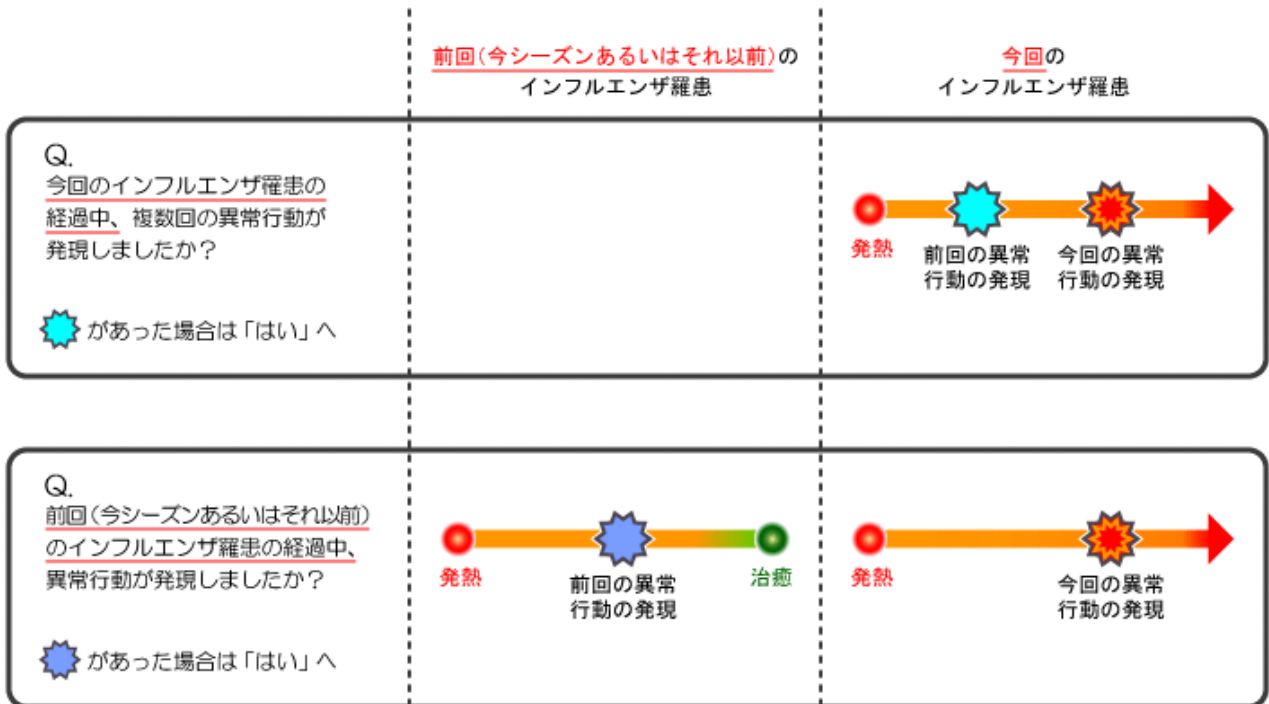 前回(今シーズンあるいはそれ以前)の
インフルエンザ羅患
今回の
インフルエンザ羅患
Q.
今回のインフルエンザ罹患の
経過中、複数回の異常行動が
発現しましたか？
があった場合は「はい」へ
発熱
前回の異常
行動の発現
今回の異常
行動の発現
Q.
前回(今シーズンあるいはそれ以前)
のインフルエンザ羅患の経過中、
異常行動が発現しましたか？
があった場合は「はい」へ
発熱
前回の異常
行動の発現
治癒
発熱
今回の異常
行動の発現